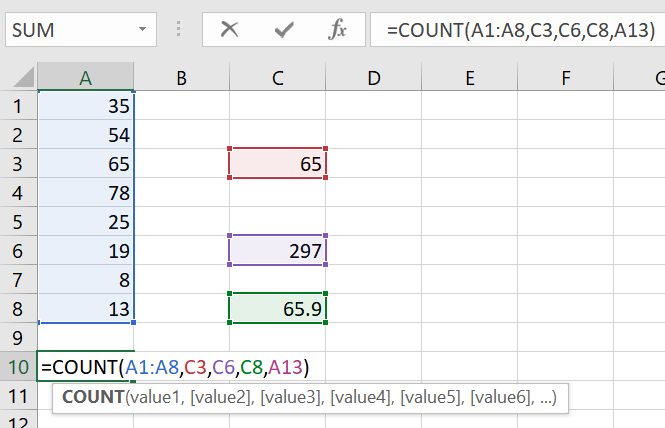 SUM fx =COUNT(A1:A8,C3,C6,C8,A13)
A B C D E F G
1 35
2 54
3 65 65
4 78
5 25
6 19 297
7 8
8 13 65.9
9
10 =COUNT(A1:A8,C3,C6,C8,A13)
11 COUNT(value1, [value2], [value3], [value4], [value5], [value6], ...)
12